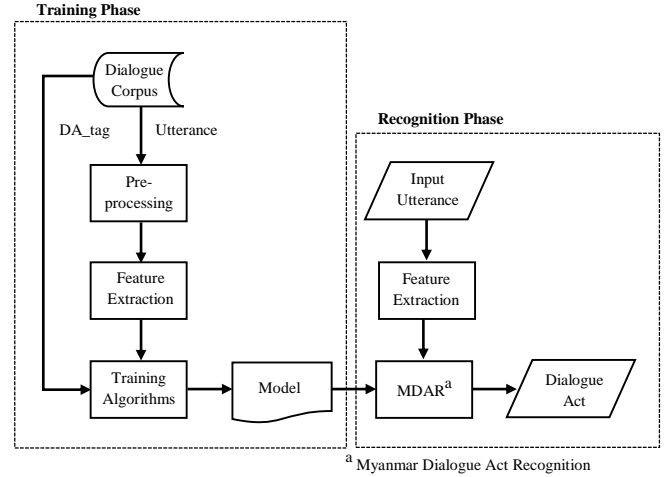 Training Phase
Dialogue
Corpus
DA_tag
Utterance
Pre-
processing
Feature
Extraction
Training
Algorithms
Model
Recognition Phase
Input
Utterance
Feature
Extraction
MDARᵃ
Dialogue
Act
ᵃ Myanmar Dialogue Act Recognition